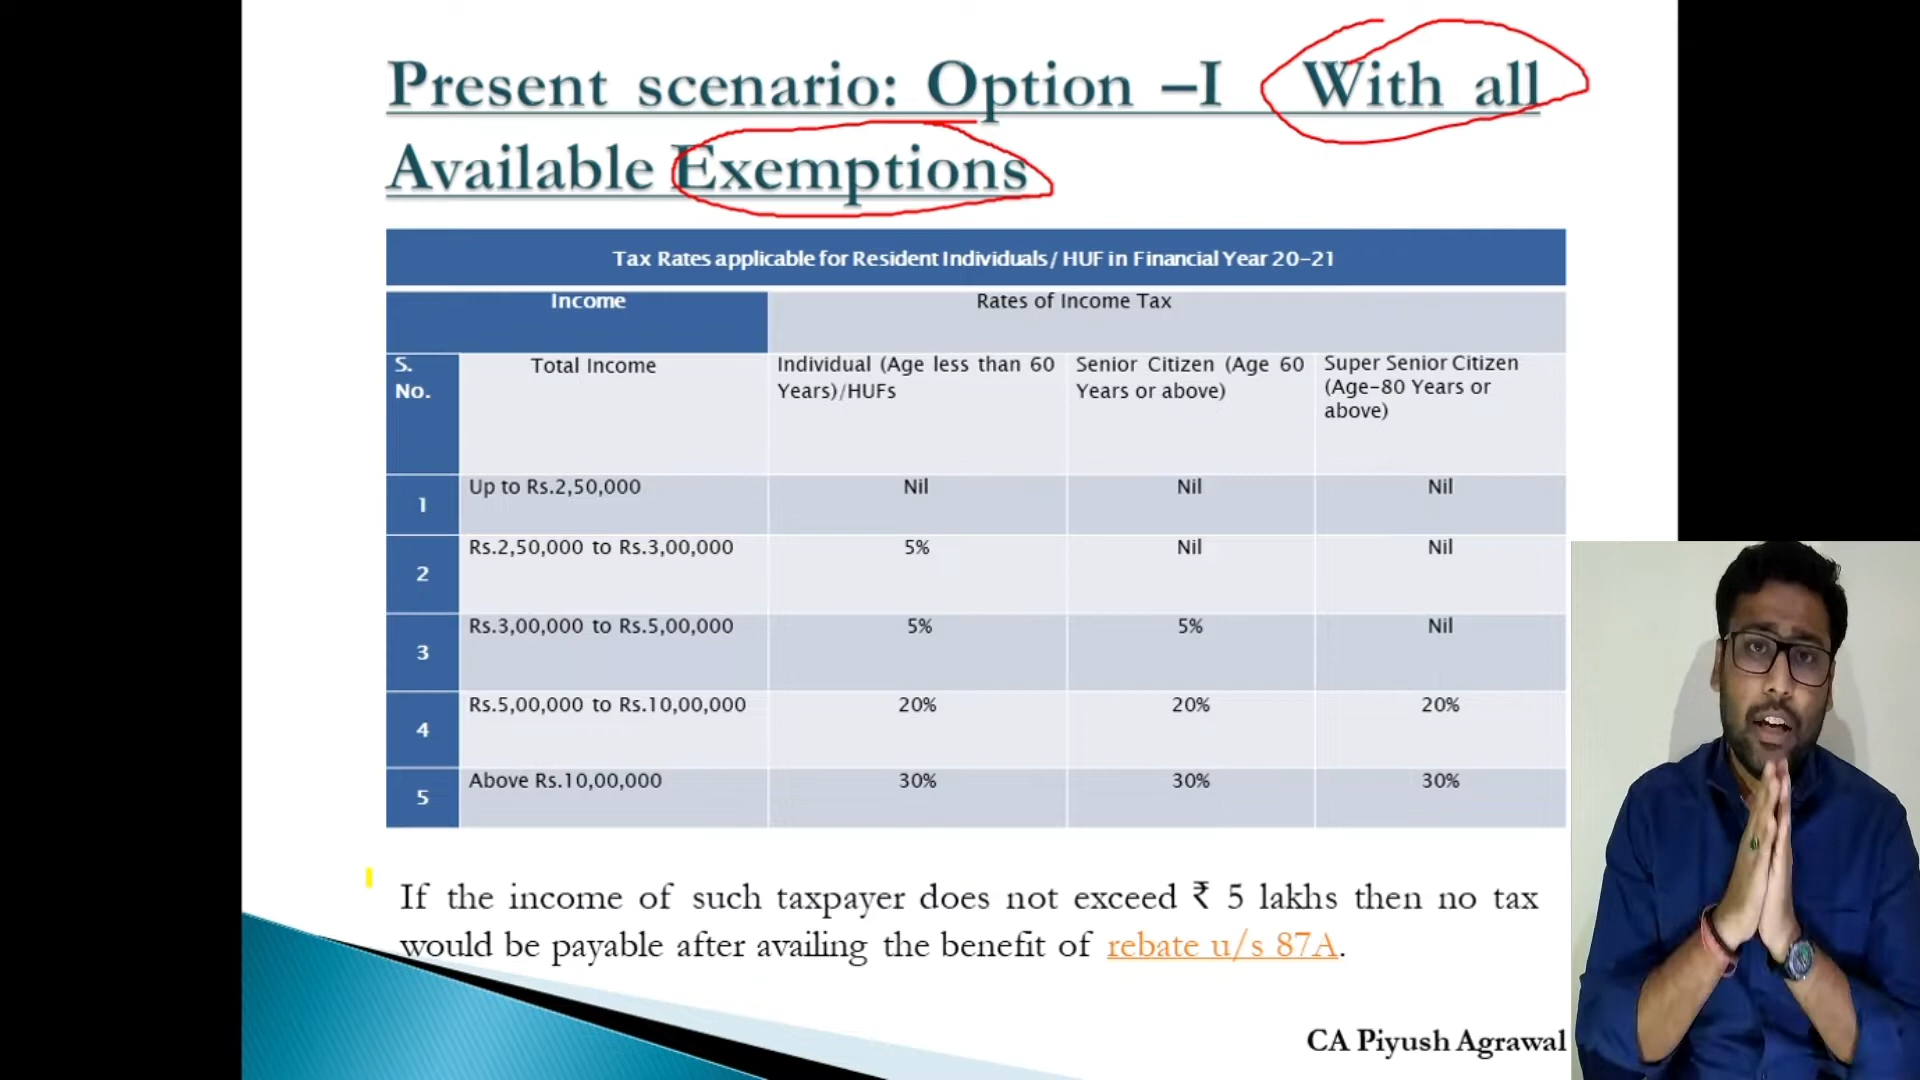 Present scenario: Option –I With all
Available Exemptions
Tax Rates applicable for Resident Individuals/ HUF in Financial Year 20-21
Income
Rates of Income Tax
S.
No.
Total Income
Individual (Age less than 60
Years)/HUFs
Senior Citizen (Age 60
Years or above)
Super Senior Citizen
(Age-80 Years or
above)
1
Up to Rs.2,50,000
Nil
Nil
Nil
2
Rs.2,50,000 to Rs.3,00,000
5%
Nil
Nil
3
Rs.3,00,000 to Rs.5,00,000
5%
5%
Nil
4
Rs.5,00,000 to Rs.10,00,000
20%
20%
20%
5
Above Rs.10,00,000
30%
30%
30%
If the income of such taxpayer does not exceed ₹ 5 lakhs then no tax
would be payable after availing the benefit of rebate u/s 87A.
CA Piyush Agrawal